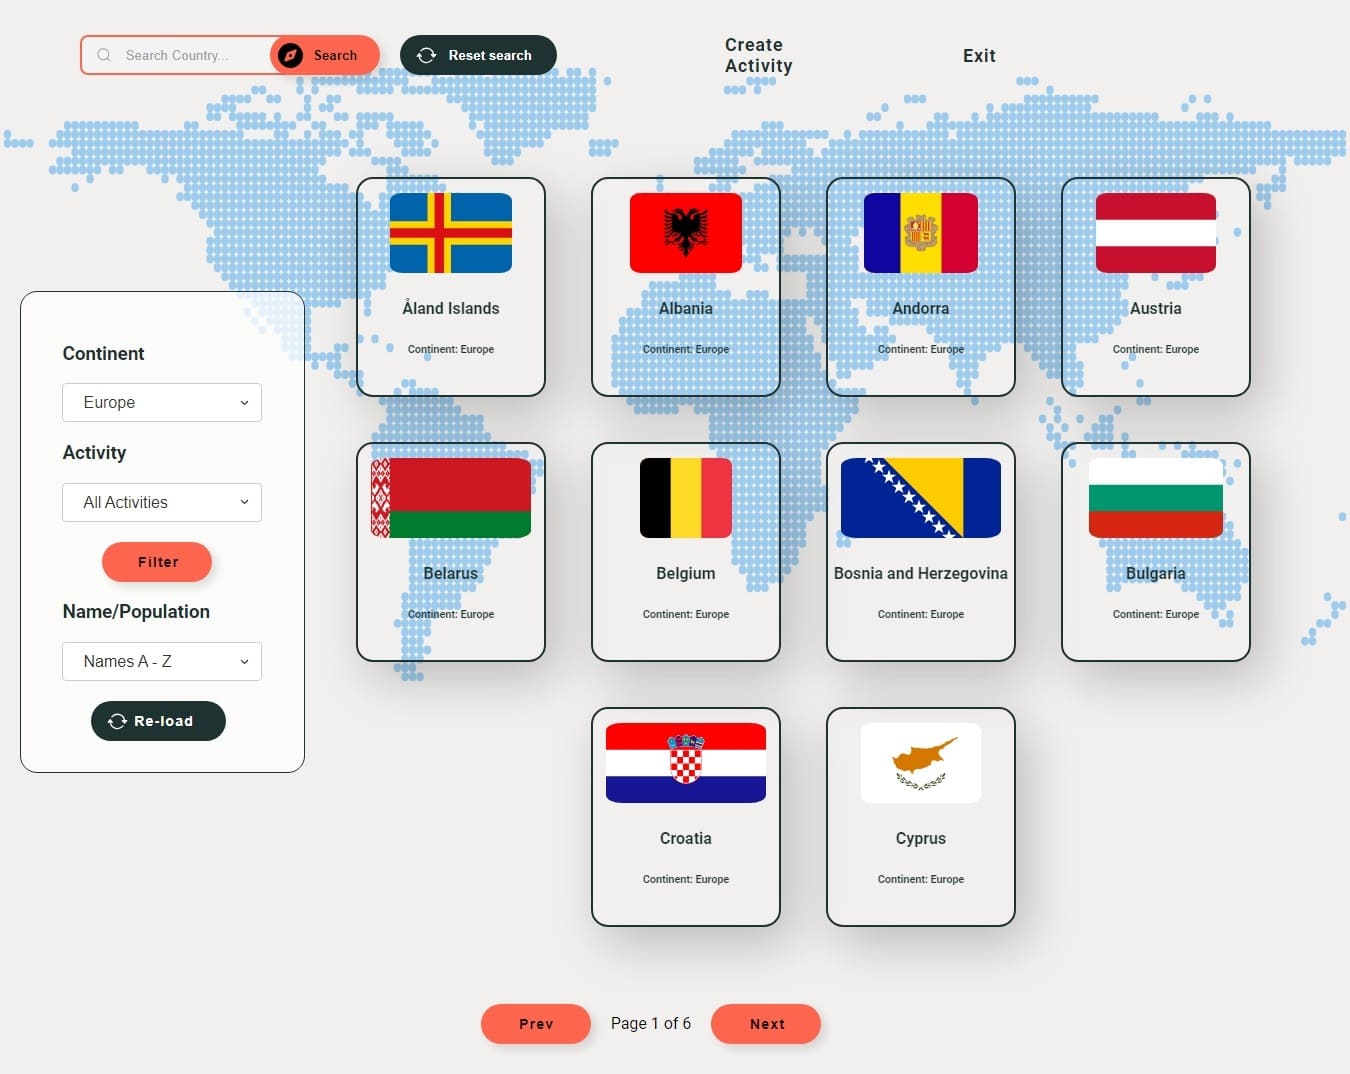 Search Country...
Search
Reset search
Create
Activity
Exit
Continent
Europe
Activity
All Activities
Filter
Name/Population
Names A - Z
Re-load
Åland Islands
Continent: Europe
Albania
Continent: Europe
Andorra
Continent: Europe
Austria
Continent: Europe
Belarus
Continent: Europe
Belgium
Continent: Europe
Bosnia and Herzegovina
Continent: Europe
Bulgaria
Continent: Europe
Croatia
Continent: Europe
Cyprus
Continent: Europe
Prev
Page 1 of 6
Next